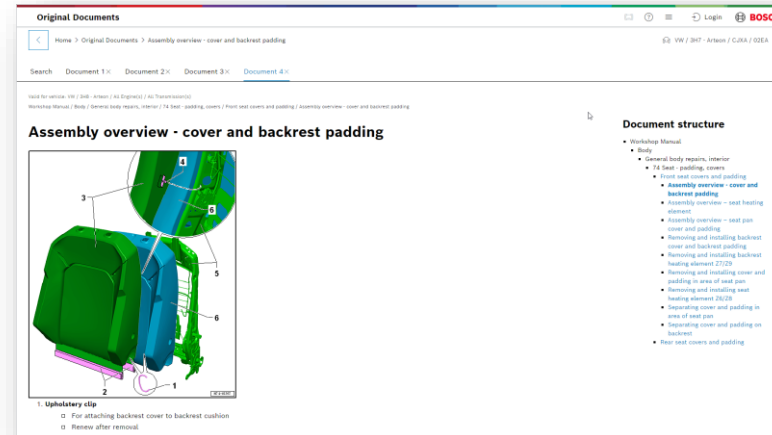 Original Documents
Login
BOSC
Home > Original Documents > Assembly overview - cover and backrest padding
VW / 3H7 - Arteon / CJXA / 02EA
Search Document 1× Document 2× Document 3× Document 4×
Valid for vehicle: VW / 3H8 - Arteon / All Engine(s) / All Transmission(s)
Workshop Manual / Body / General body repairs, interior / 74 Seat - padding, covers / Front seat covers and padding / Assembly overview - cover and backrest padding
Assembly overview - cover and backrest padding
4
3
6
5
6
1
2
1. Upholstery clip
For attaching backrest cover to backrest cushion
Renew after removal
Document structure
Workshop Manual
Body
General body repairs, interior
74 Seat - padding, covers
Front seat covers and padding
Assembly overview - cover and
backrest padding
Assembly overview – seat heating
element
Assembly overview – seat pan
cover and padding
Removing and installing backrest
cover and backrest padding
Removing and installing backrest
heating element Z7/Z9
Removing and installing cover and
padding in area of seat pan
Removing and installing seat
heating element Z6/Z8
Separating cover and padding in
area of seat pan
Separating cover and padding on
backrest
Rear seat covers and padding